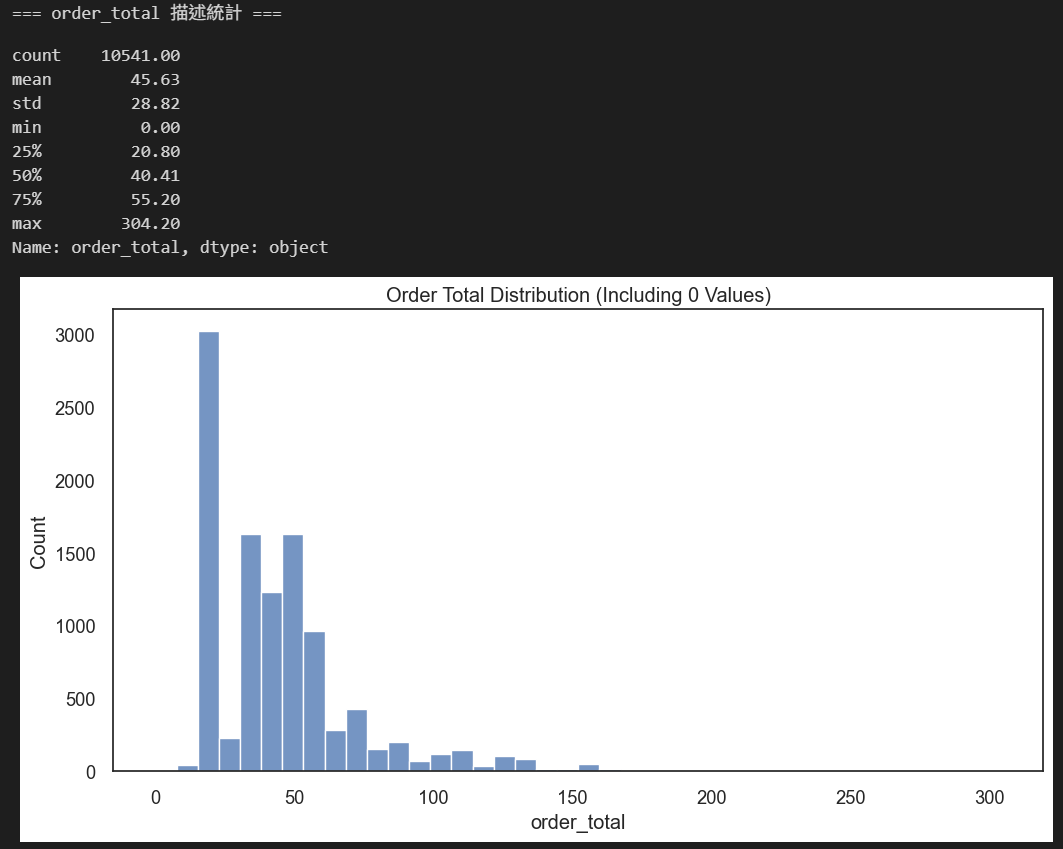 === order_total 描述統計 ===
count 10541.00
mean 45.63
std 28.82
min 0.00
25% 20.80
50% 40.41
75% 55.20
max 304.20
Name: order_total, dtype: object
Order Total Distribution (Including 0 Values)
3000
2500
2000
1500
1000
500
0
Count
0 50 100 150 200 250 300
order_total